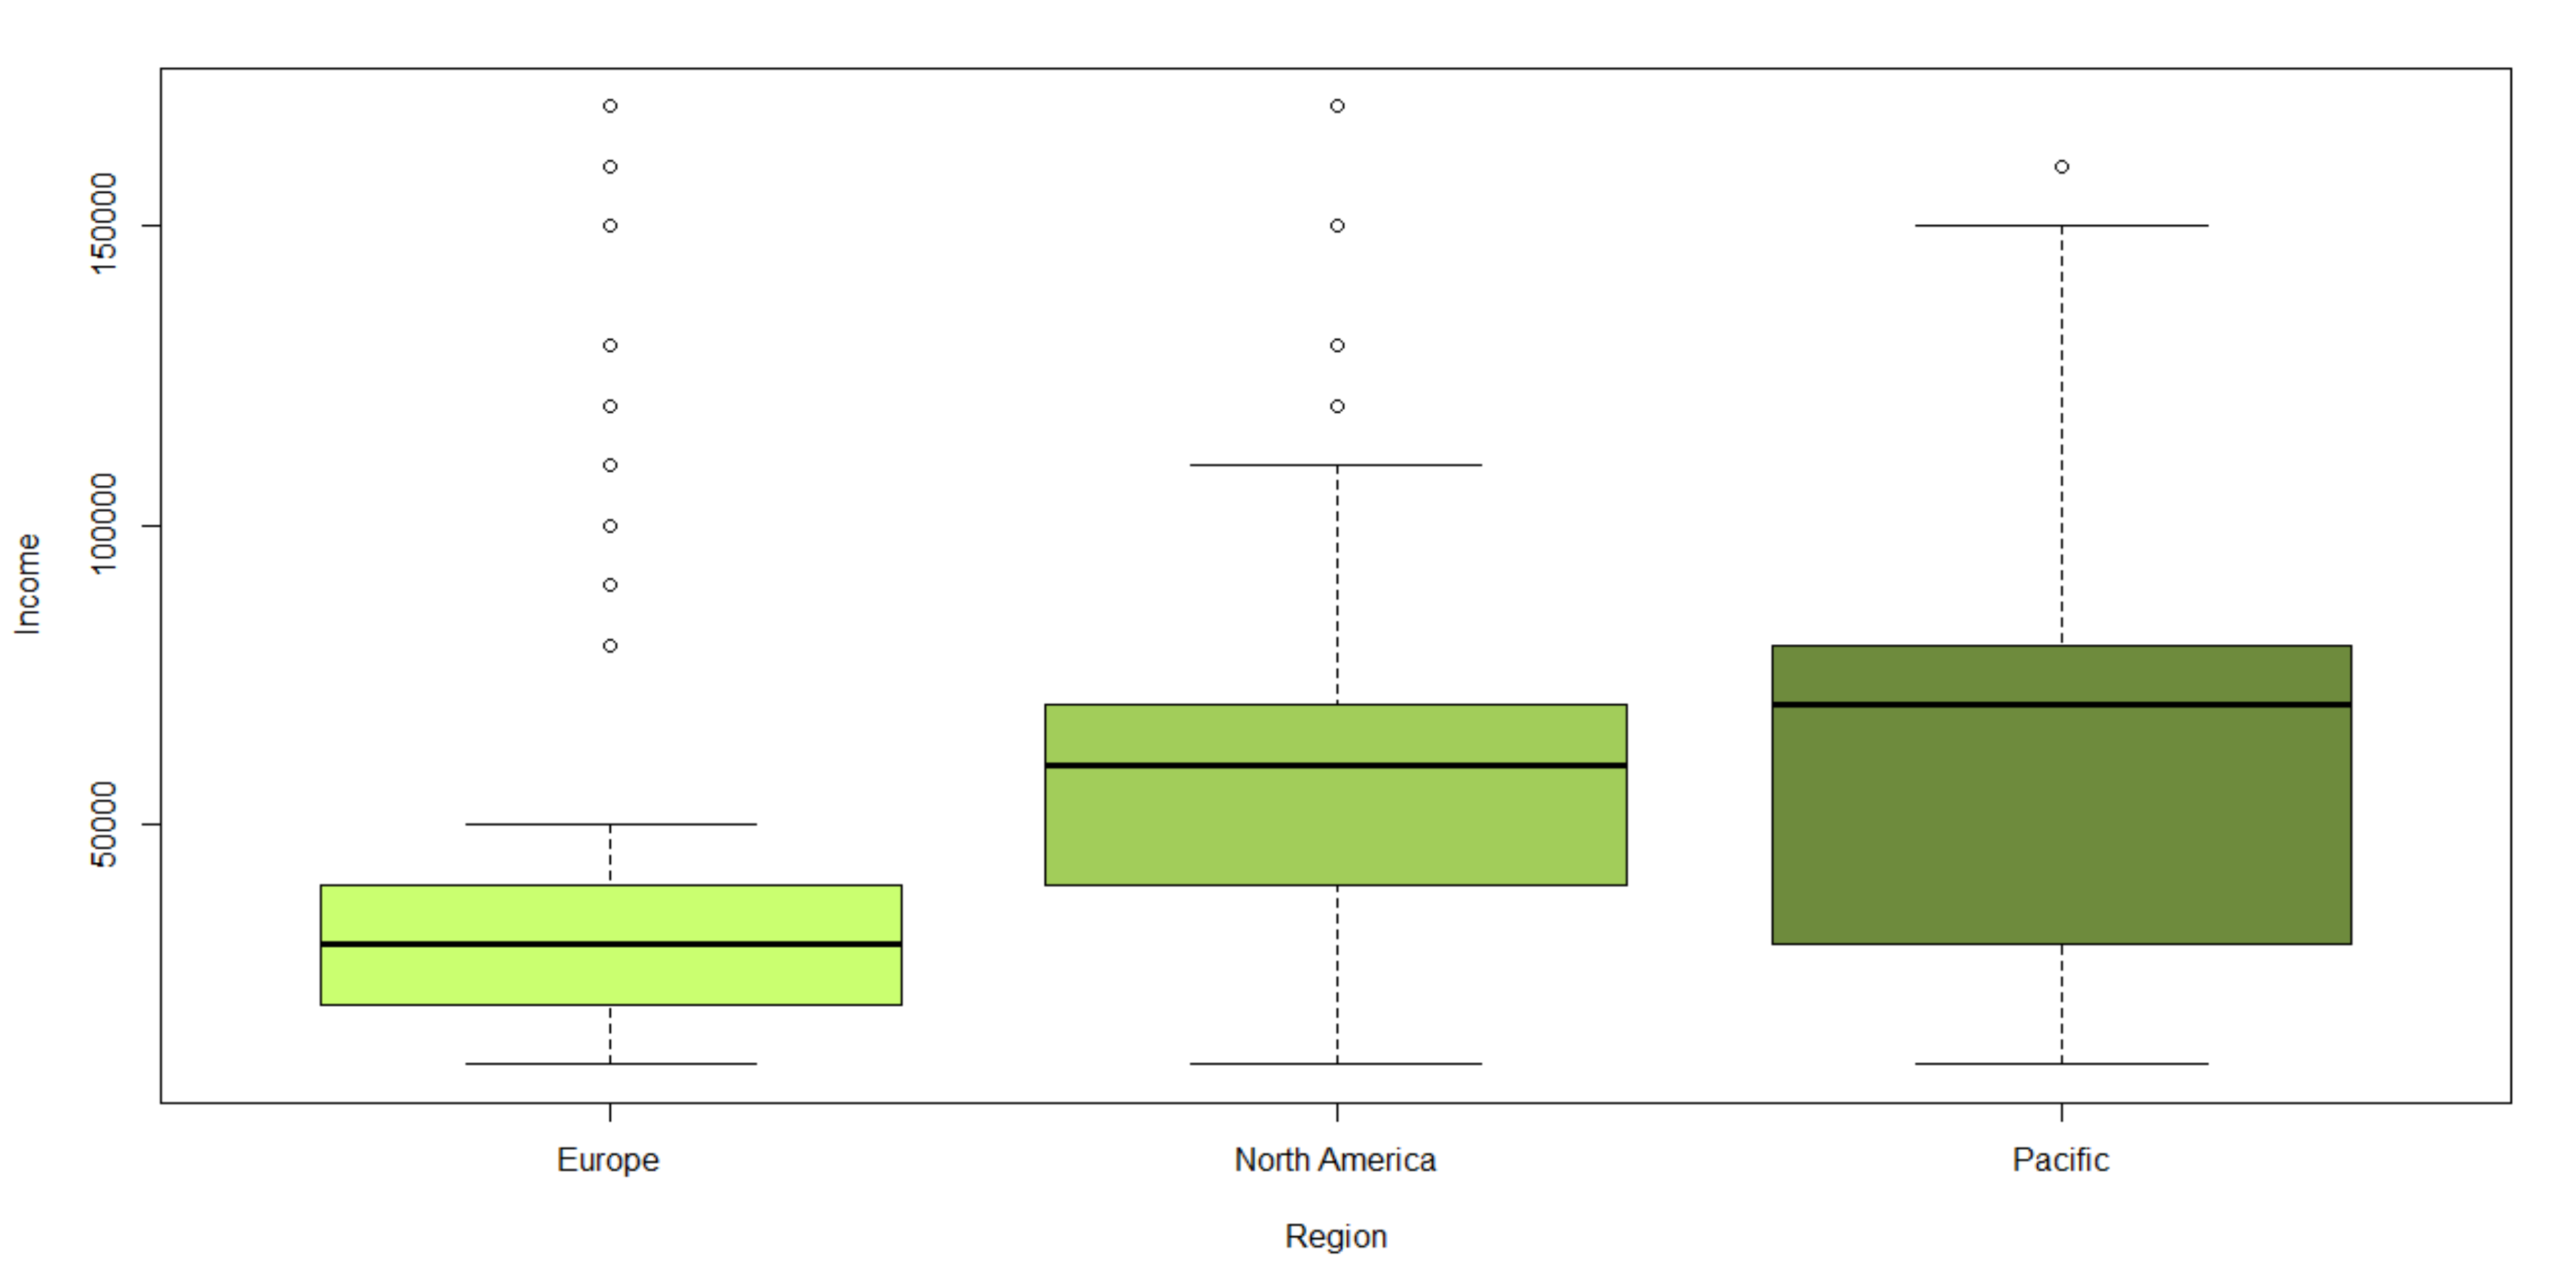 150000
100000
50000
Income
Europe
North America
Pacific
Region